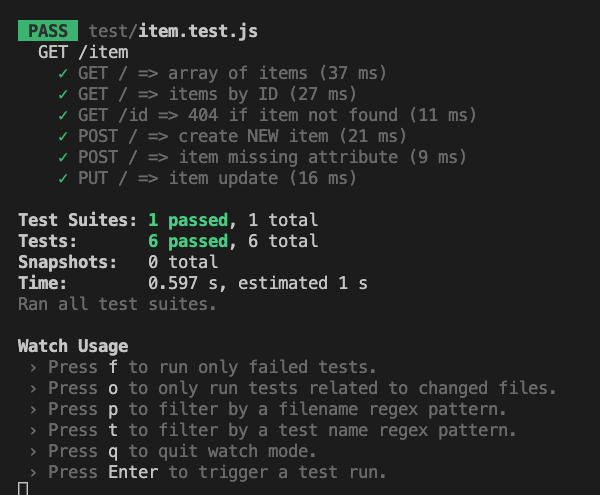 PASS test/item.test.js
GET /item
✓ GET / => array of items (37 ms)
✓ GET / => items by ID (27 ms)
✓ GET /id => 404 if item not found (11 ms)
✓ POST / => create NEW item (21 ms)
✓ POST / => item missing attribute (9 ms)
✓ PUT / => item update (16 ms)
Test Suites: 1 passed, 1 total
Tests: 6 passed, 6 total
Snapshots: 0 total
Time: 0.597 s, estimated 1 s
Ran all test suites.
Watch Usage
› Press f to run only failed tests.
› Press o to only run tests related to changed files.
› Press p to filter by a filename regex pattern.
› Press t to filter by a test name regex pattern.
› Press q to quit watch mode.
› Press Enter to trigger a test run.